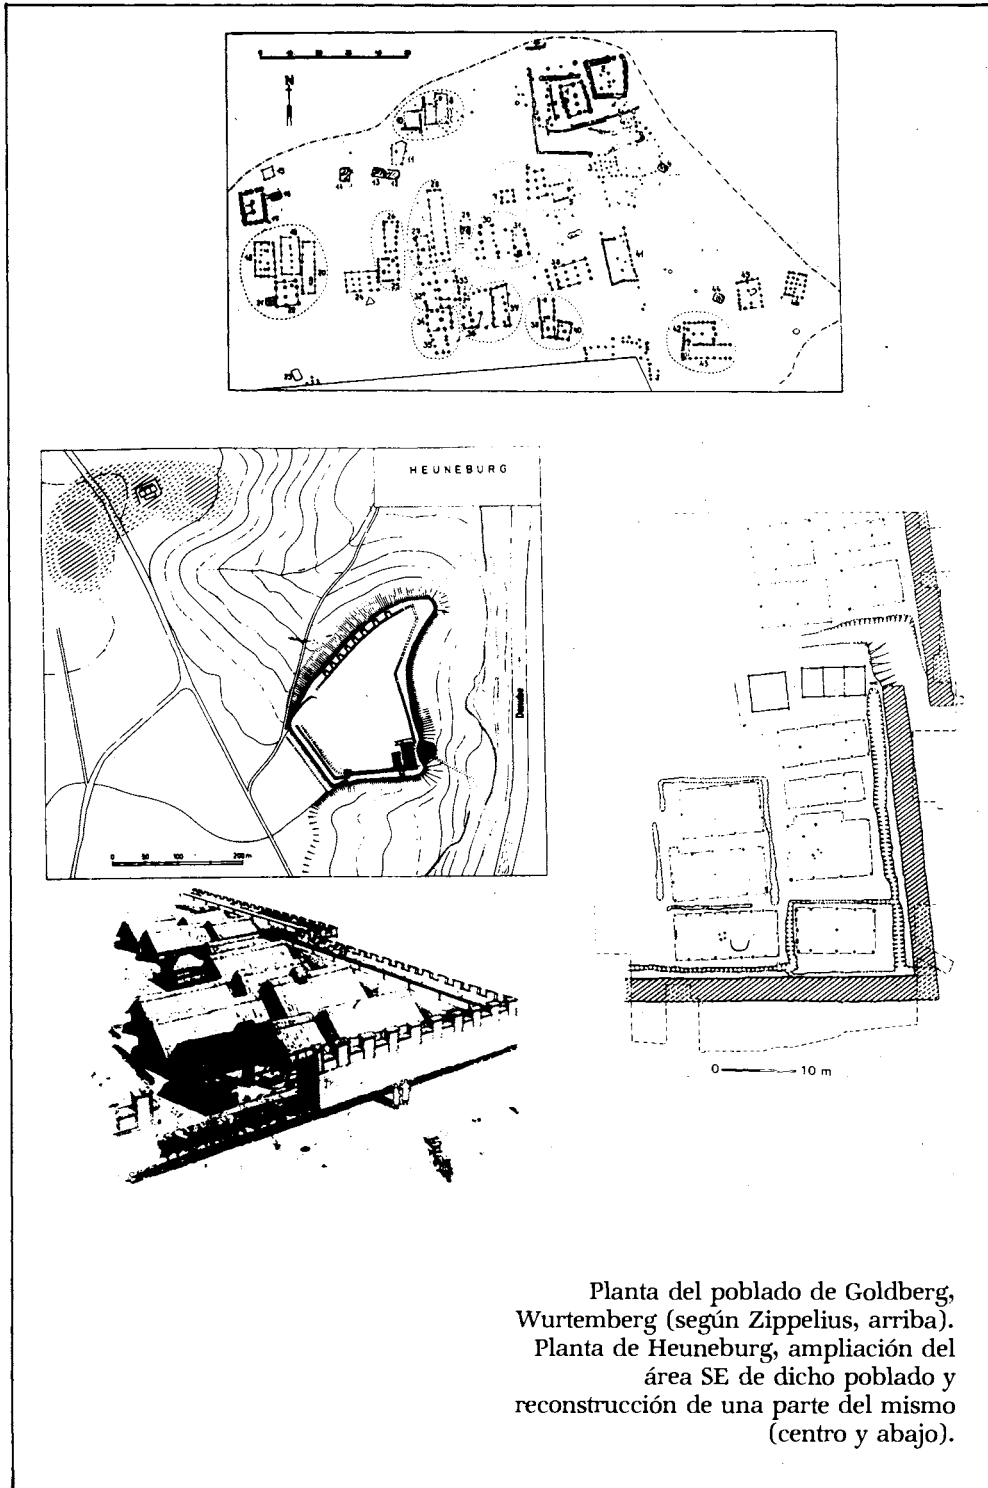 N
HEUNEBURG
Danube
0 50 100 200 m
0 10 m
Planta del poblado de Goldberg,
Wurtemberg (según Zippelius, arriba).
Planta de Heuneburg, ampliación del
área SE de dicho poblado y
reconstrucción de una parte del mismo
(centro y abajo).